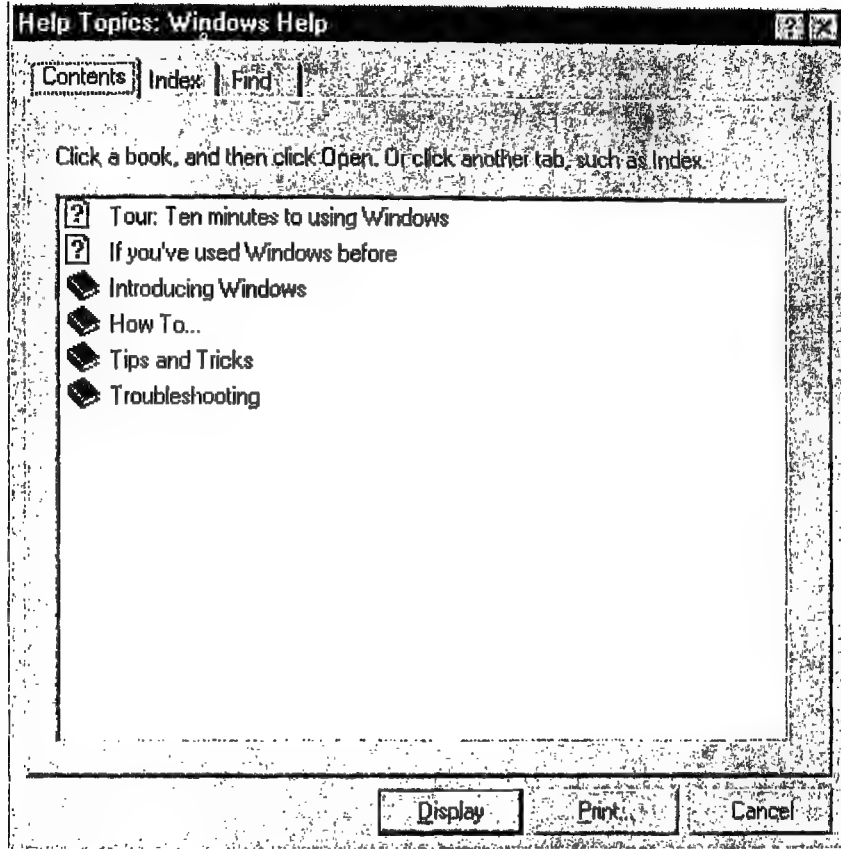 Help Topics: Windows Help
Contents Index Find
Click a book, and then click Open. Or click another tab, such as Index.
Tour: Ten minutes to using Windows
If you've used Windows before
Introducing Windows
How To...
Tips and Tricks
Troubleshooting
Display Print... Cancel